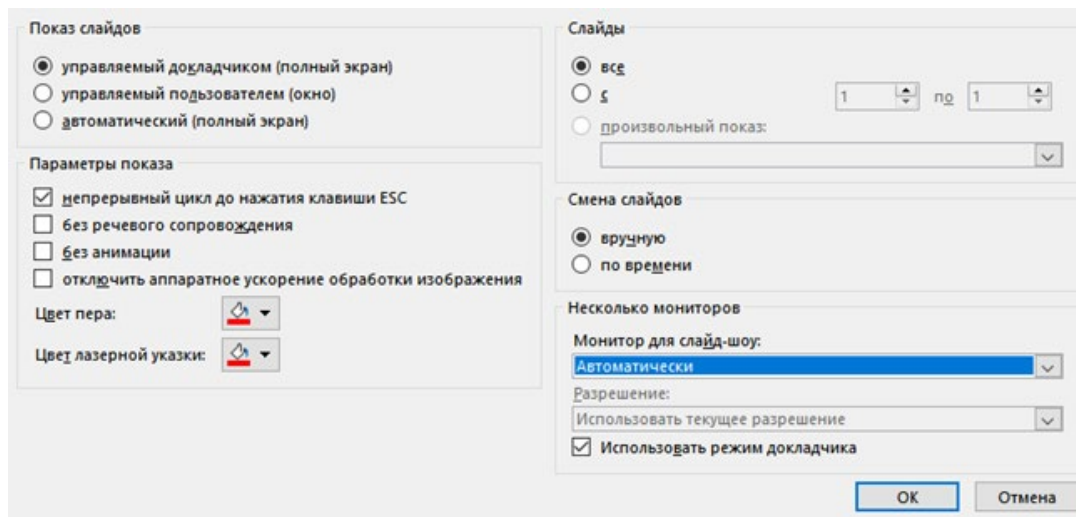 Показ слайдов
управляемый докладчиком (полный экран)
управляемый пользователем (окно)
автоматический (полный экран)
Параметры показа
непрерывный цикл до нажатия клавиши ESC
без речевого сопровождения
без анимации
отключить аппаратное ускорение обработки изображения
Цвет пера:
Цвет лазерной указки:
Слайды
все
с 1 по 1
произвольный показ:
Смена слайдов
вручную
по времени
Несколько мониторов
Монитор для слайд-шоу:
Автоматически
Разрешение:
Использовать текущее разрешение
Использовать режим докладчика
ОК Отмена